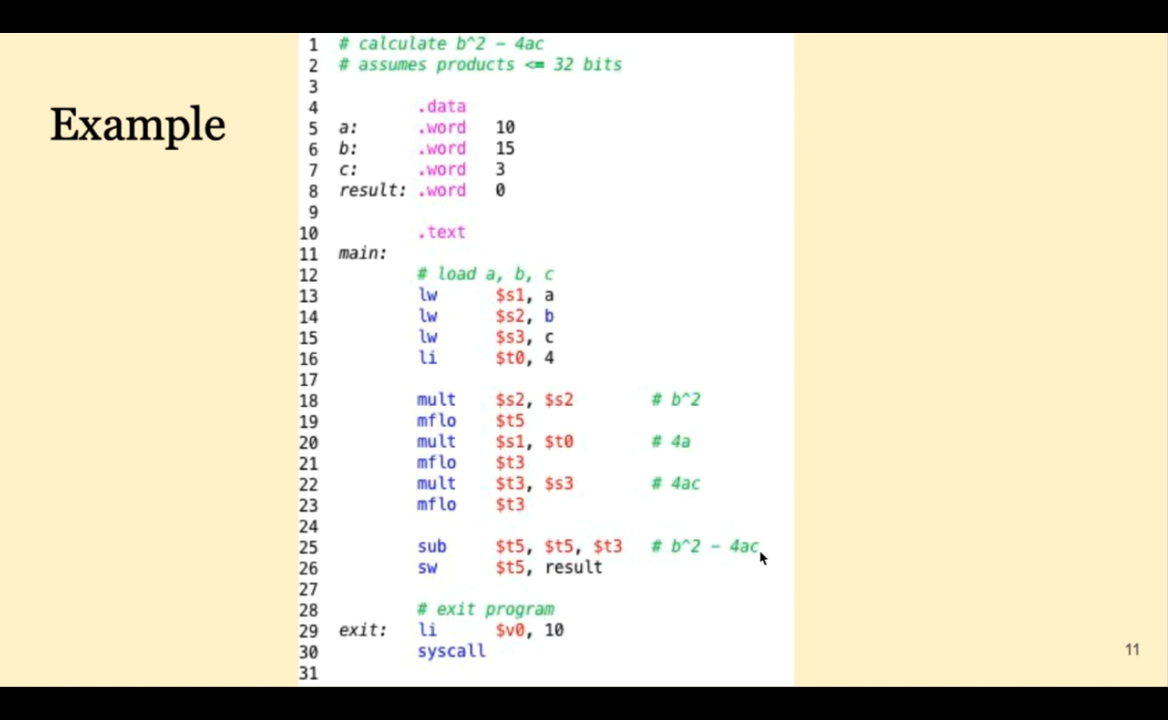 Example
1 # calculate b^2 - 4ac
2 # assumes products <= 32 bits
3
4 .data
5 a: .word 10
6 b: .word 15
7 c: .word 3
8 result: .word 0
9
10 .text
11 main:
12 # load a, b, c
13 lw $s1, a
14 lw $s2, b
15 lw $s3, c
16 li $t0, 4
17
18 mult $s2, $s2 # b^2
19 mflo $t5
20 mult $s1, $t0 # 4a
21 mflo $t3
22 mult $t3, $s3 # 4ac
23 mflo $t3
24
25 sub $t5, $t5, $t3 # b^2 - 4ac
26 sw $t5, result
27
28 # exit program
29 exit: li $v0, 10
30 syscall
31
11